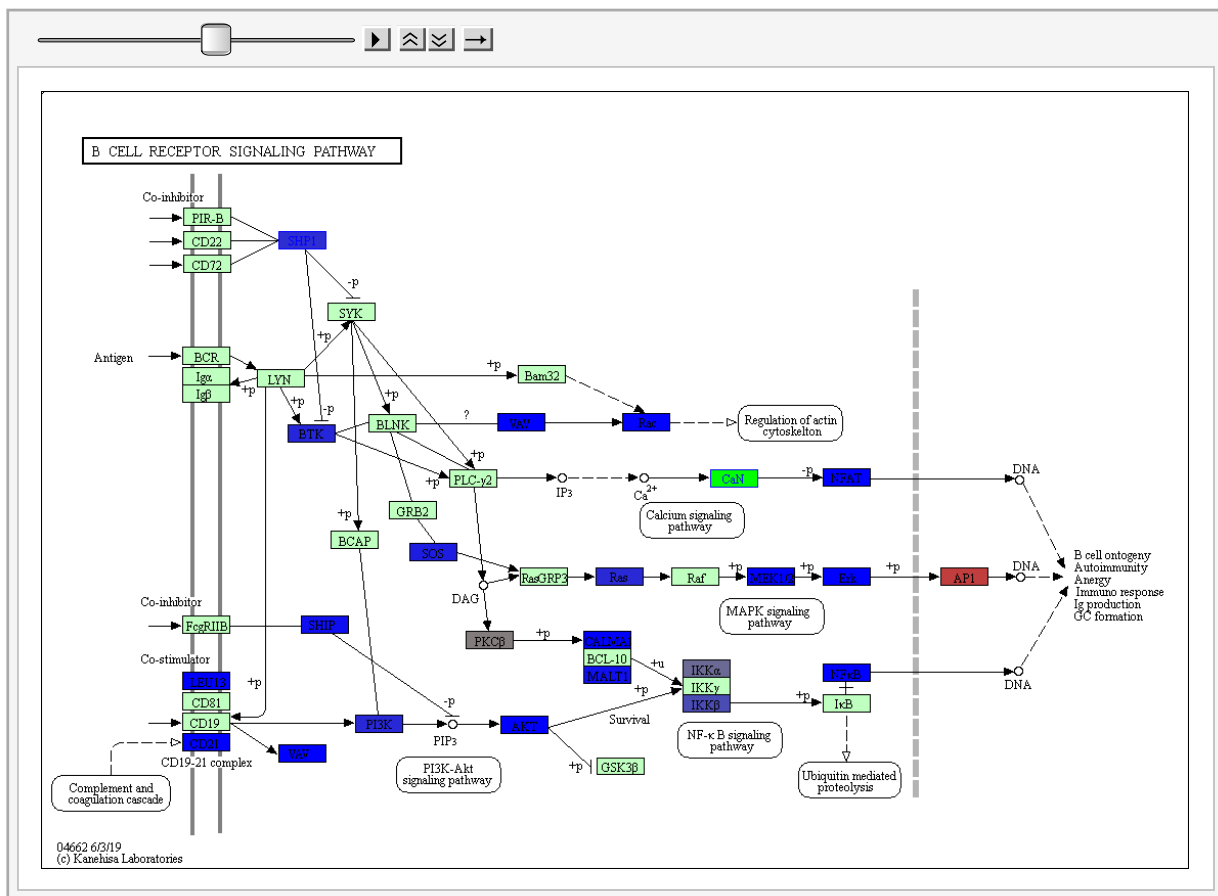 B CELL RECEPTOR SIGNALING PATHWAY
Co-inhibitor
PIR-B
CD22
CD72
SHP1
-p
SYK
+p
Antigen
BCR
Igα
Igβ
+p
LYN
+p
-p
+p
Bam32
BTK
+p
BLNK
?
VAV
Rac
Regulation of actin
cytoskelton
+p
+p
PLC-γ2
IP3
Ca2+
CaN
-p
NFAT
DNA
Calcium signaling
pathway
GRB2
+p
BCAP
SOS
DAG
RasGRP3
Ras
Raf
+p
MEK1/2
+p
Erk
+p
AP1
DNA
MAPK signaling
pathway
B cell ontogeny
Autoimmunity
Anergy
Immuno response
Ig production
GC formation
Co-inhibitor
FcgRIIB
SHIP
PKCβ
+p
CALMA1
BCL-10
MALT1
+u
+p
IKKα
IKKγ
IKKβ
+p
NFκB
IκB
DNA
Co-stimulator
LEU13
CD81
CD19
CD21
+p
CD19-21 complex
VAV
PI3K
+p
-p
PIP3
AKT
Survival
+p
GSK3β
NF-κ B signaling
pathway
PI3K-Akt
signaling pathway
Ubiquitin mediated
proteolysis
Complement and
coagulation cascade
04662 6/3/19
(c) Kanehisa Laboratories